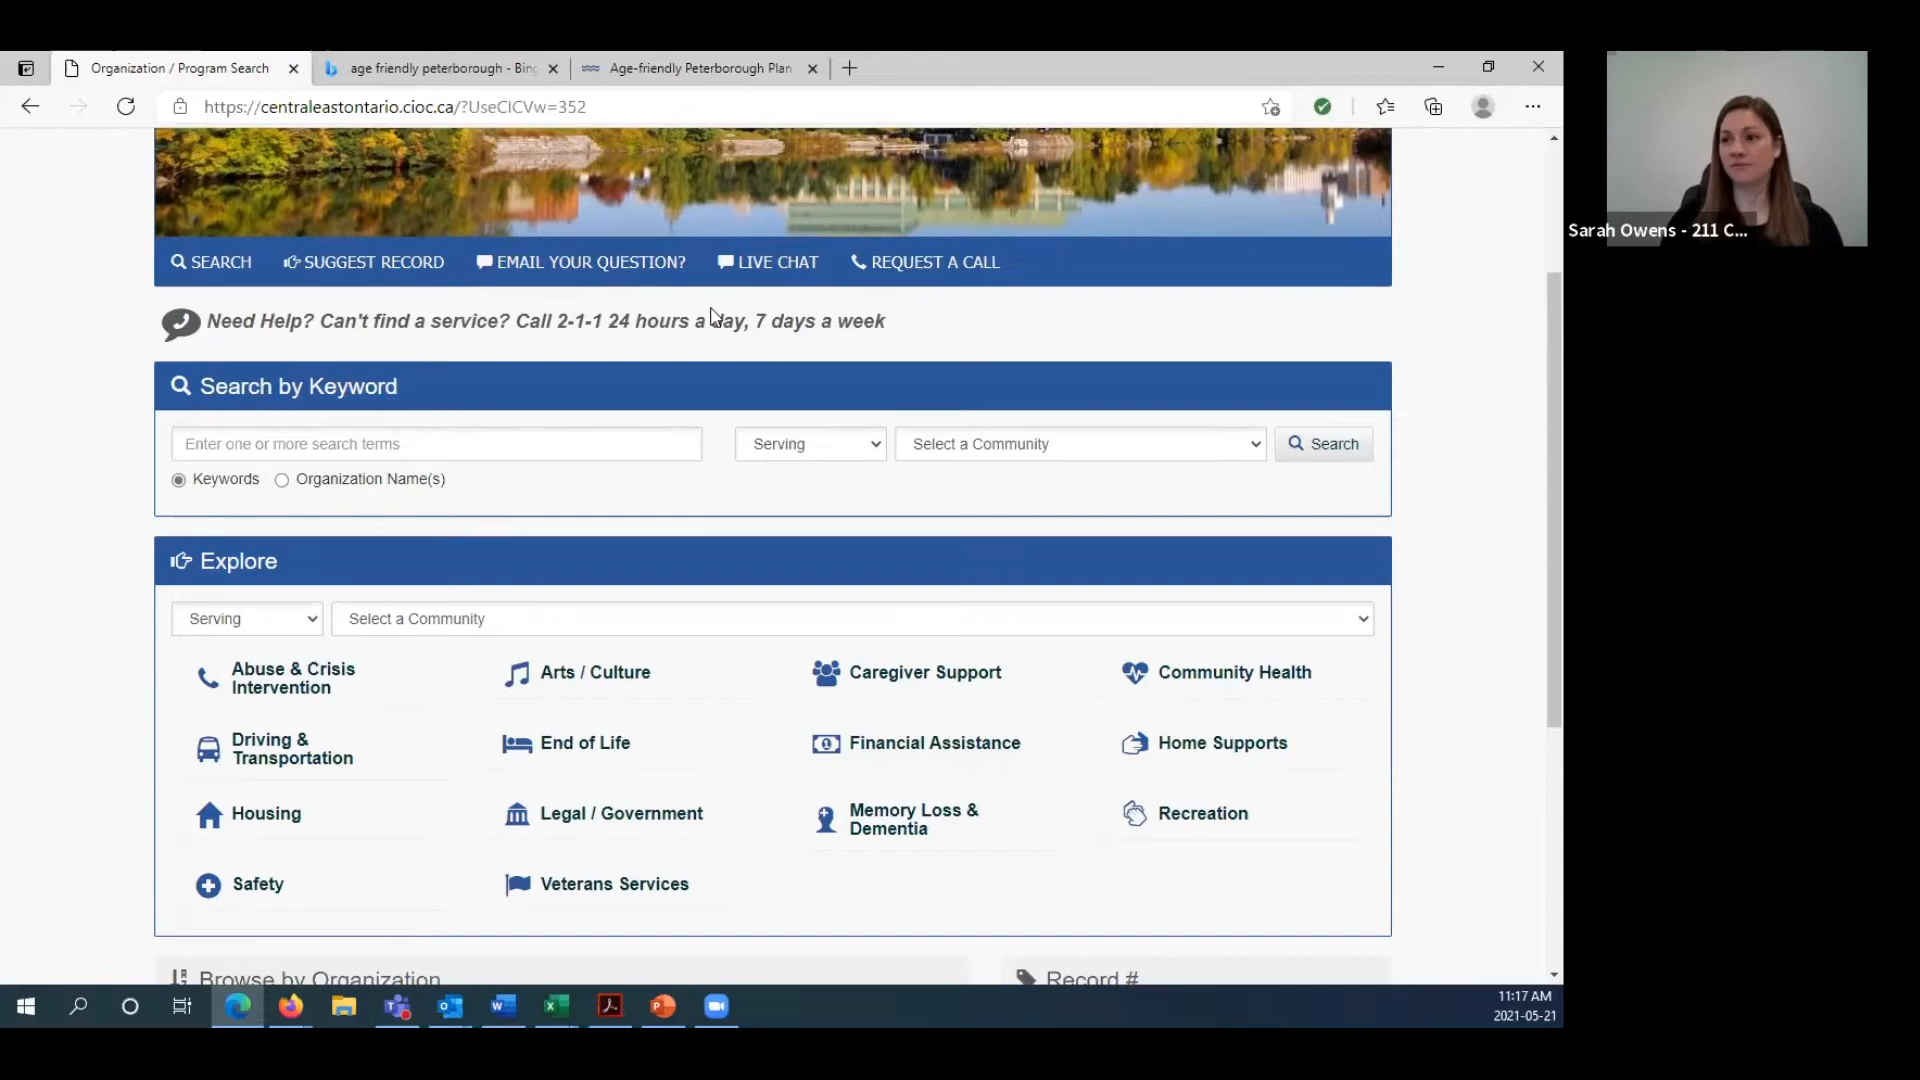 Organization / Program Search
age friendly peterborough - Bing
Age-friendly Peterborough Plan
https://centraleastontario.cioc.ca/?UseCICVw=352
Sarah Owens - 211 C...
SEARCH SUGGEST RECORD EMAIL YOUR QUESTION? LIVE CHAT REQUEST A CALL
Need Help? Can't find a service? Call 2-1-1 24 hours a day, 7 days a week
Search by Keyword
Enter one or more search terms Serving Select a Community Search
Keywords Organization Name(s)
Explore
Serving Select a Community
Abuse & Crisis
Intervention
Arts / Culture
Caregiver Support
Community Health
Driving &
Transportation
End of Life
Financial Assistance
Home Supports
Housing
Legal / Government
Memory Loss &
Dementia
Recreation
Safety
Veterans Services
Browse by Organization
Record #
11:17 AM
2021-05-21